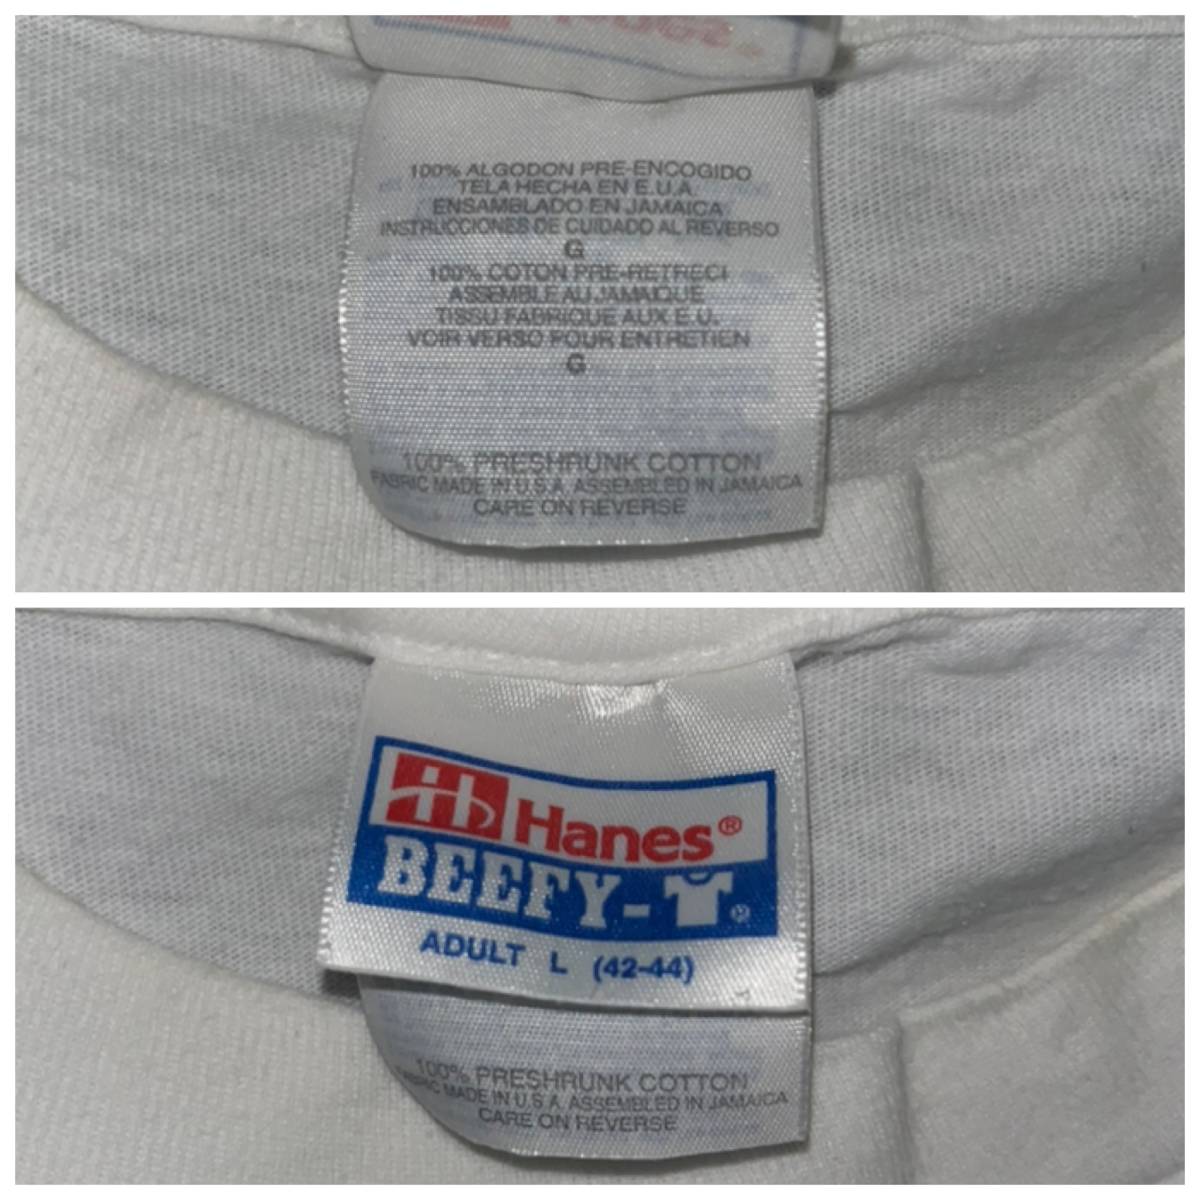 100% ALGODON PRE-ENCOGIDO
TELA HECHA EN E.U.A.
ENSAMBLADO EN JAMAICA
INSTRUCCIONES DE CUIDADO AL REVERSO
G
100% COTON PRE-RETRECI
ASSEMBLE AU JAMAIQUE
TISSU FABRIQUE AUX E.U.
VOIR VERSO POUR ENTRETIEN
G
100% PRESHRUNK COTTON
FABRIC MADE IN U.S.A. ASSEMBLED IN JAMAICA
CARE ON REVERSE
Hanes®
BEEFY-T®
ADULT L (42-44)
100% PRESHRUNK COTTON
FABRIC MADE IN U.S.A. ASSEMBLED IN JAMAICA
CARE ON REVERSE